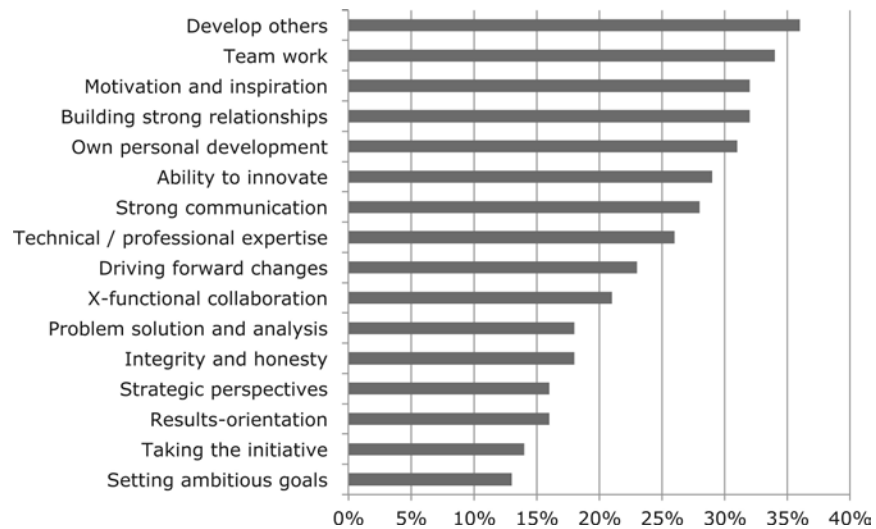 Develop others
Team work
Motivation and inspiration
Building strong relationships
Own personal development
Ability to innovate
Strong communication
Technical / professional expertise
Driving forward changes
X-functional collaboration
Problem solution and analysis
Integrity and honesty
Strategic perspectives
Results-orientation
Taking the initiative
Setting ambitious goals
0% 5% 10% 15% 20% 25% 30% 35% 40%